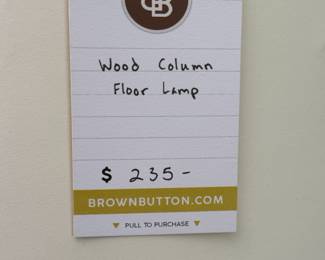 Wood Column
Floor Lamp
$ 235-
BROWNBUTTON.COM
▼ PULL TO PURCHASE ▼